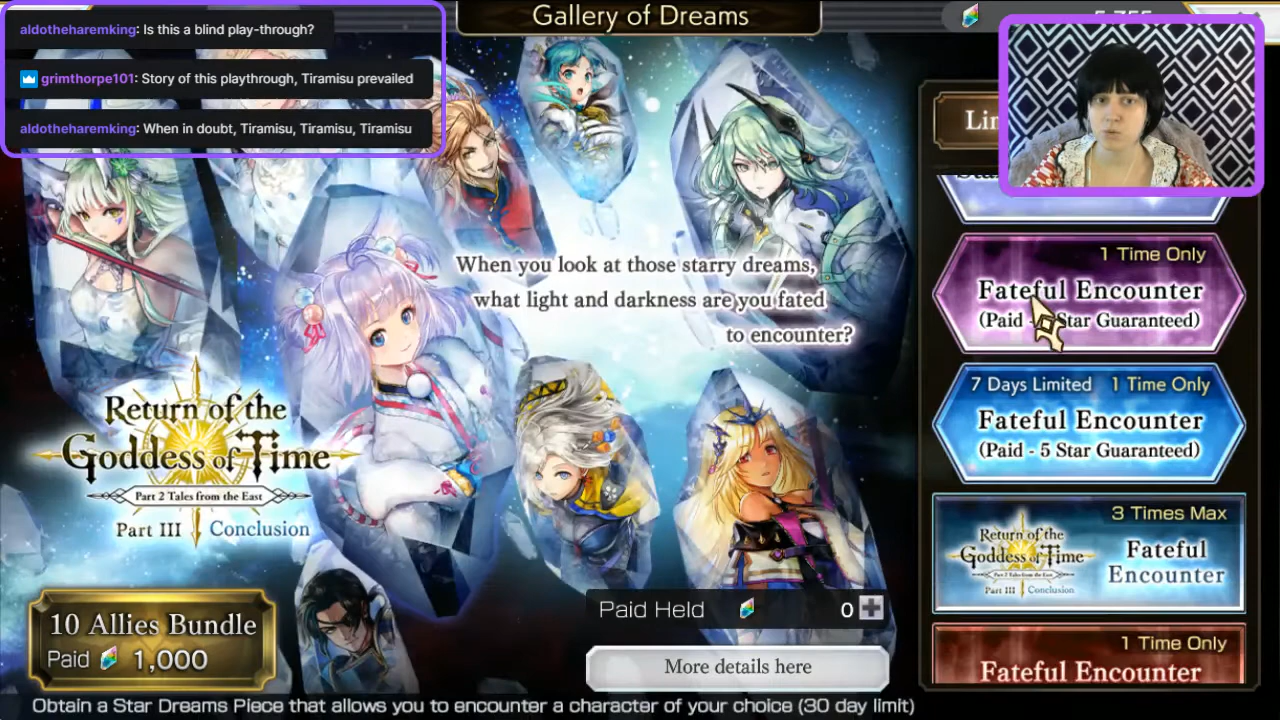 aldotheharemking: Is this a blind play-through?
grimthorpe101: Story of this playthrough, Tiramisu prevailed
aldotheharemking: When in doubt, Tiramisu, Tiramisu, Tiramisu
Gallery of Dreams
When you look at those starry dreams,
what light and darkness are you fated
to encounter?
Return of the
Goddess of Time
Part 2 Tales from the East
Part III Conclusion
10 Allies Bundle
Paid 1,000
Paid Held 0
More details here
Obtain a Star Dreams Piece that allows you to encounter a character of your choice (30 day limit)
1 Time Only
Fateful Encounter
(Paid - Star Guaranteed)
7 Days Limited 1 Time Only
Fateful Encounter
(Paid - 5 Star Guaranteed)
3 Times Max
Return of the
Goddess of Time
Part 2 Tales from the East
Part III Conclusion
Fateful
Encounter
1 Time Only
Fateful Encounter